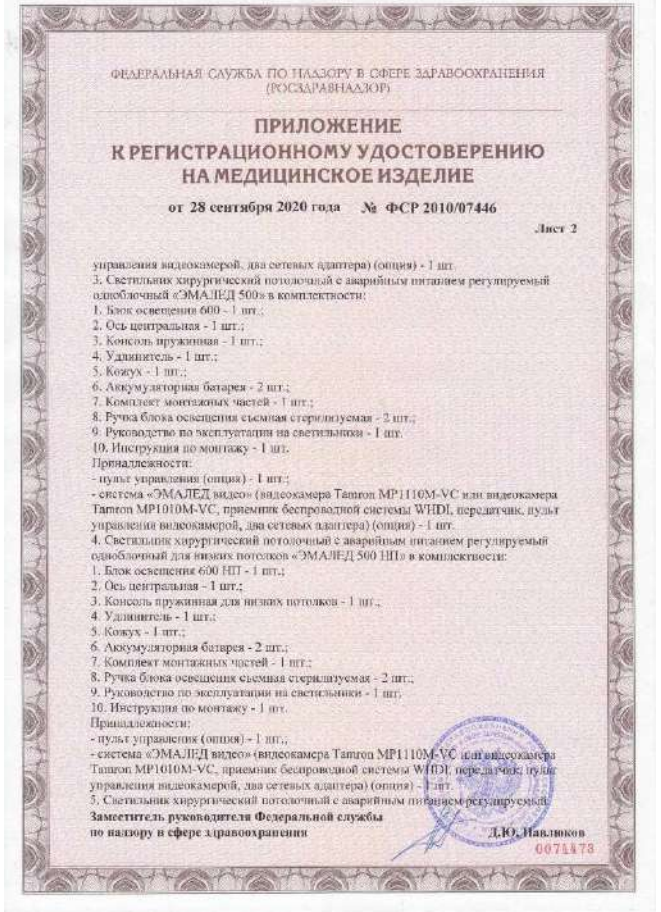 ФЕДЕРАЛЬНАЯ СЛУЖБА ПО НАДЗОРУ В СФЕРЕ ЗДРАВООХРАНЕНИЯ
(РОСЗДРАВНАДЗОР)
ПРИЛОЖЕНИЕ
К РЕГИСТРАЦИОННОМУ УДОСТОВЕРЕНИЮ
НА МЕДИЦИНСКОЕ ИЗДЕЛИЕ
от 28 сентября 2020 года № ФСР 2010/07446
Лист 2
управления видеокамерой, два сетевых адаптера) (опция) - 1 шт.
3. Светильник хирургический потолочный с аварийным питанием регулируемый
одноблочный «ЭМАЛЕД 500» в комплектности:
1. Блок освещения 600 - 1 шт.;
2. Ось центральная - 1 шт.;
3. Консоль пружинная - 1 шт.;
4. Удлинитель - 1 шт.;
5. Кожух - 1 шт.;
6. Аккумуляторная батарея - 2 шт.;
7. Комплект монтажных частей - 1 шт.;
8. Ручка блока освещения съемная стерилизуемая - 2 шт.;
9. Руководство по эксплуатации на светильники - 1 шт.
10. Инструкция по монтажу - 1 шт.
Принадлежности:
- пульт управления (опция) - 1 шт.;
- система «ЭМАЛЕД видео» (видеокамера Tamron MP1110M-VC или видеокамера
Tamron MP1010M-VC, приемник беспроводной системы WHDI, передатчик, пульт
управления видеокамерой, два сетевых адаптера) (опция) - 1 шт.
4. Светильник хирургический потолочный с аварийным питанием регулируемый
одноблочный для низких потолков «ЭМАЛЕД 500 НП» в комплектности:
1. Блок освещения 600 НП - 1 шт.;
2. Ось центральная - 1 шт.;
3. Консоль пружинная для низких потолков - 1 шт.;
4. Удлинитель - 1 шт.;
5. Кожух - 1 шт.;
6. Аккумуляторная батарея - 2 шт.;
7. Комплект монтажных частей - 1 шт.;
8. Ручка блока освещения съемная стерилизуемая - 2 шт.;
9. Руководство по эксплуатации на светильники - 1 шт.
10. Инструкция по монтажу - 1 шт.
Принадлежности:
- пульт управления (опция) - 1 шт.;
- система «ЭМАЛЕД видео» (видеокамера Tamron MP1110M-VC или видеокамера
Tamron MP1010M-VC, приемник беспроводной системы WHDI, передатчик, пульт
управления видеокамерой, два сетевых адаптера) (опция) - 1 шт.
5. Светильник хирургический потолочный с аварийным питанием регулируемый
Заместитель руководителя Федеральной службы
по надзору в сфере здравоохранения Д.Ю. Павлюков
0074473